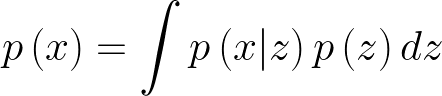 p(x) = ∫ p(x|z) p(z) dz